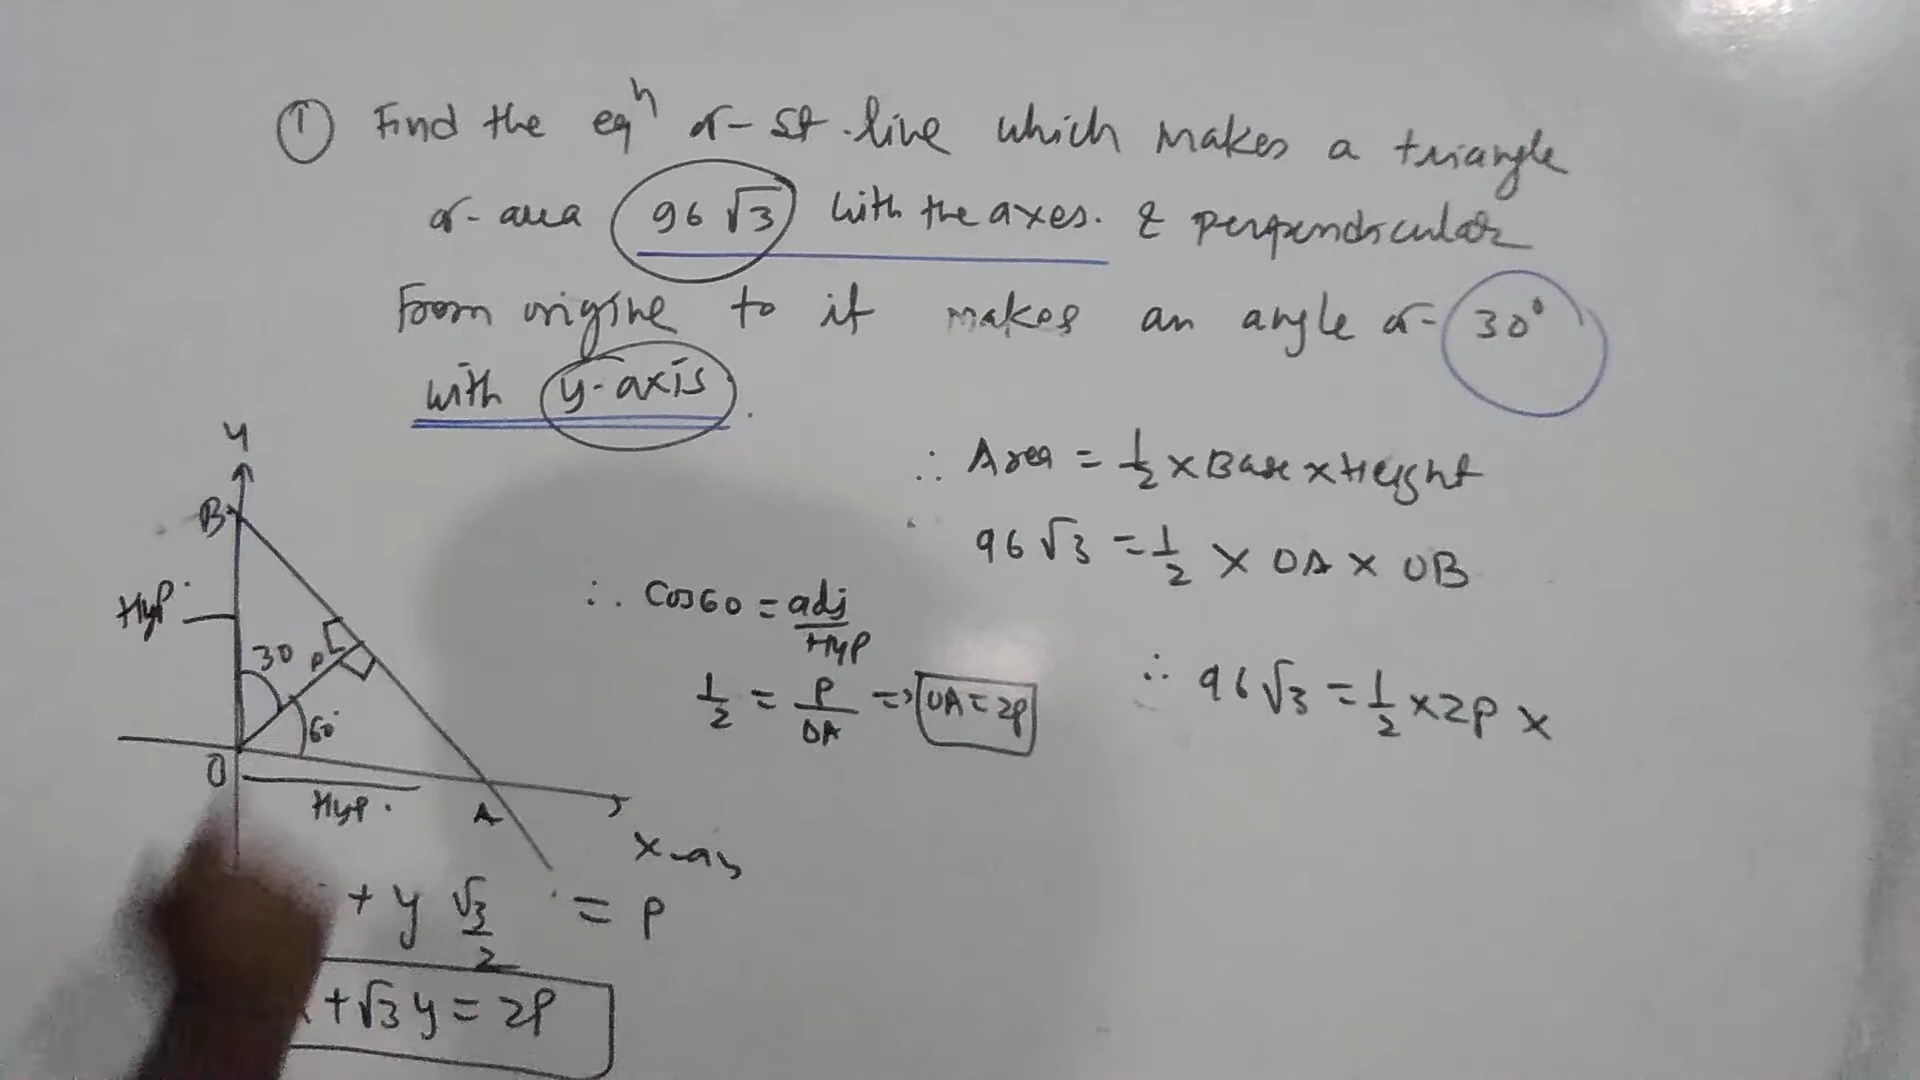 ① Find the eqⁿ of st. line which makes a triangle
of area 96√3 with the axes. & perpendicular
From origine to it makes an angle of 30°
with y-axis.
Y
B
Hyp.
30
P
60°
O
Hyp.
A
x-axis
∴ Cos60 = adj/Hyp
1/2 = P/OA => OA = 2P
∴ Area = 1/2 × Base × Height
96√3 = 1/2 × OA × OB
∴ 96√3 = 1/2 × 2P ×
+ y √3/2 = P
+ √3 y = 2P